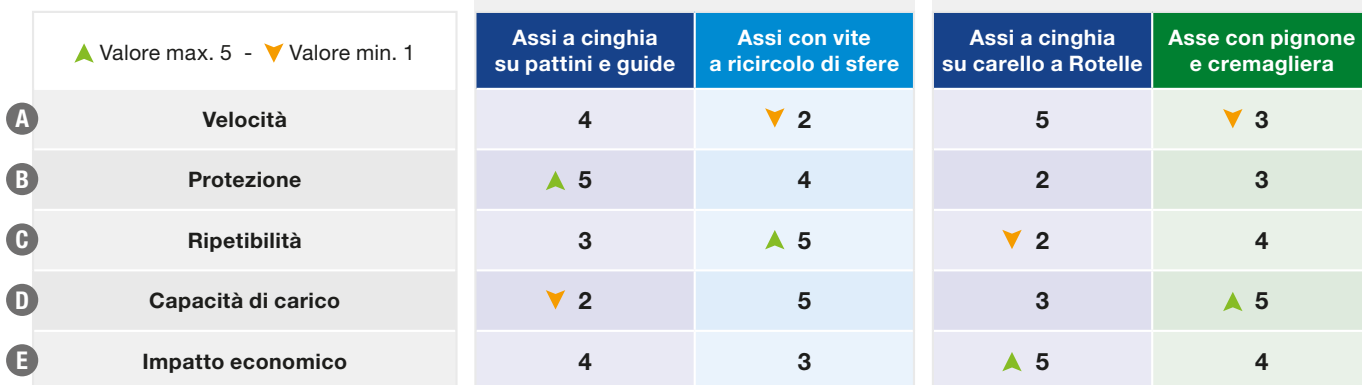 Valore max. 5 - Valore min. 1
Assi a cinghia
su pattini e guide
Assi con vite
a ricircolo di sfere
Assi a cinghia
su carello a Rotelle
Asse con pignone
e cremagliera
A Velocità 4 2 5 3
B Protezione 5 4 2 3
C Ripetibilità 3 5 2 4
D Capacità di carico 2 5 3 5
E Impatto economico 4 3 5 4